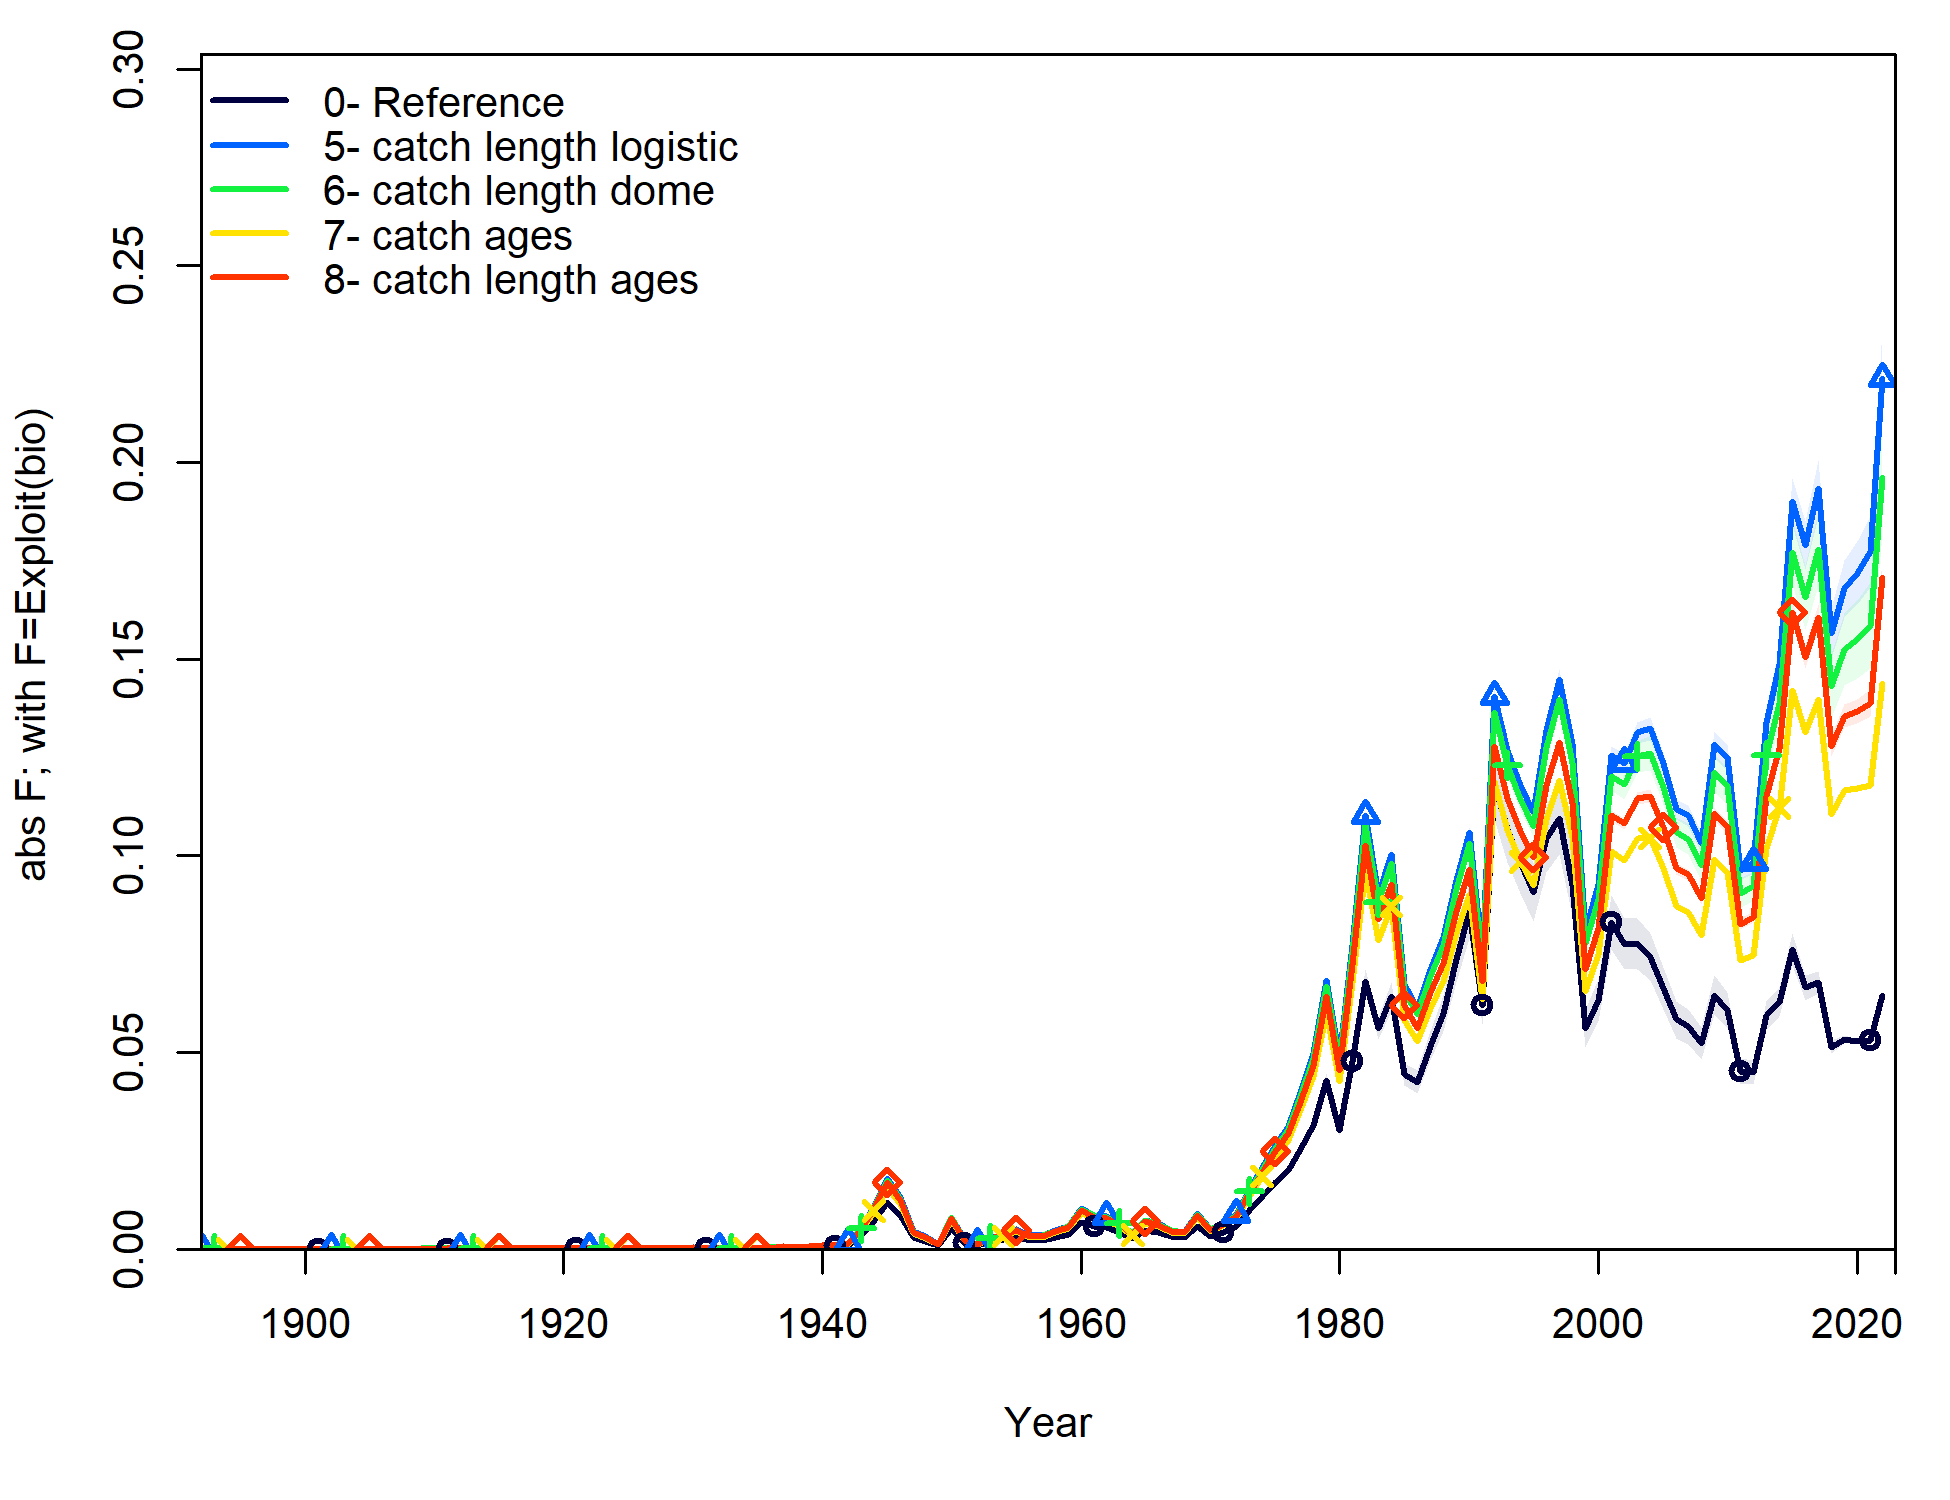 0- Reference
5- catch length logistic
6- catch length dome
7- catch ages
8- catch length ages
abs F; with F=Exploit(bio)
0.30
0.25
0.20
0.15
0.10
0.05
0.00
1900 1920 1940 1960 1980 2000 2020
Year